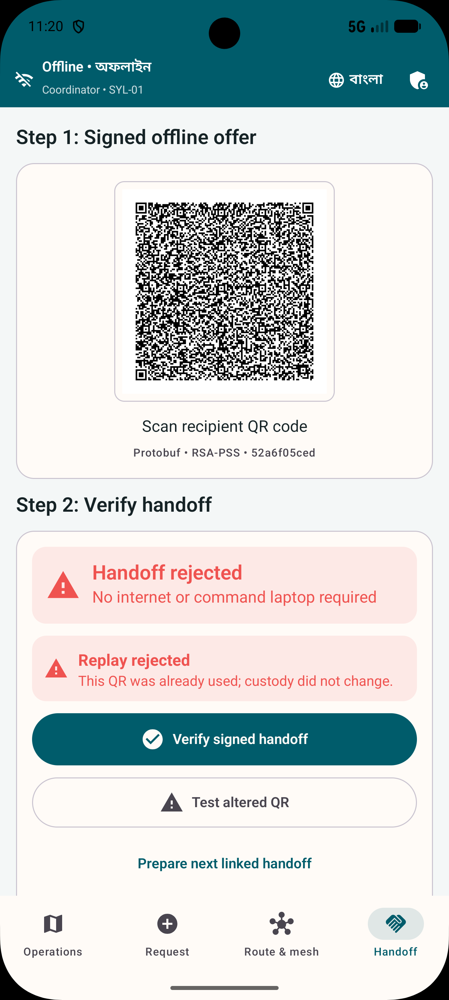 11:20
5G
Offline • অফলাইন
Coordinator • SYL-01
বাংলা
Step 1: Signed offline offer
Scan recipient QR code
Protobuf • RSA-PSS • 52a6f05ced
Step 2: Verify handoff
Handoff rejected
No internet or command laptop required
Replay rejected
This QR was already used; custody did not change.
Verify signed handoff
Test altered QR
Prepare next linked handoff
Operations
Request
Route & mesh
Handoff